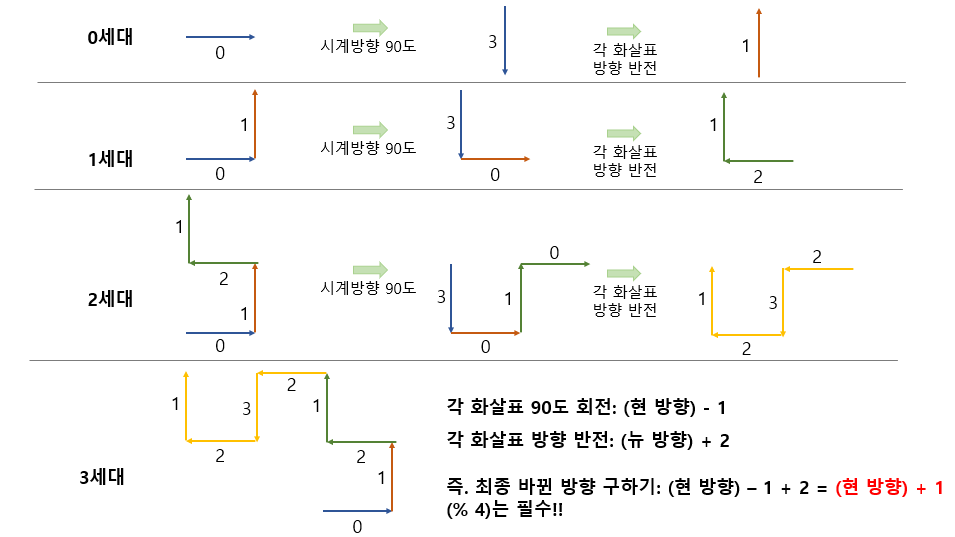 0세대
0
시계방향 90도
3
각 화살표
방향 반전
1
1세대
1
0
시계방향 90도
3
0
각 화살표
방향 반전
1
2
2세대
1
2
1
0
시계방향 90도
3
0
1
0
각 화살표
방향 반전
1
2
3
2
3세대
1
2
3
2
1
2
1
0
각 화살표 90도 회전: (현 방향) - 1
각 화살표 방향 반전: (뉴 방향) + 2
즉. 최종 바뀐 방향 구하기: (현 방향) – 1 + 2 = (현 방향) + 1
(% 4)는 필수!!